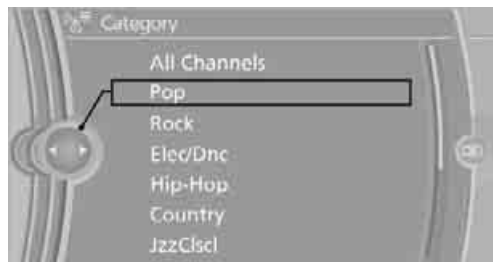 Category
All Channels
Pop
Rock
Elec/Dnc
Hip-Hop
Country
JzzClscl